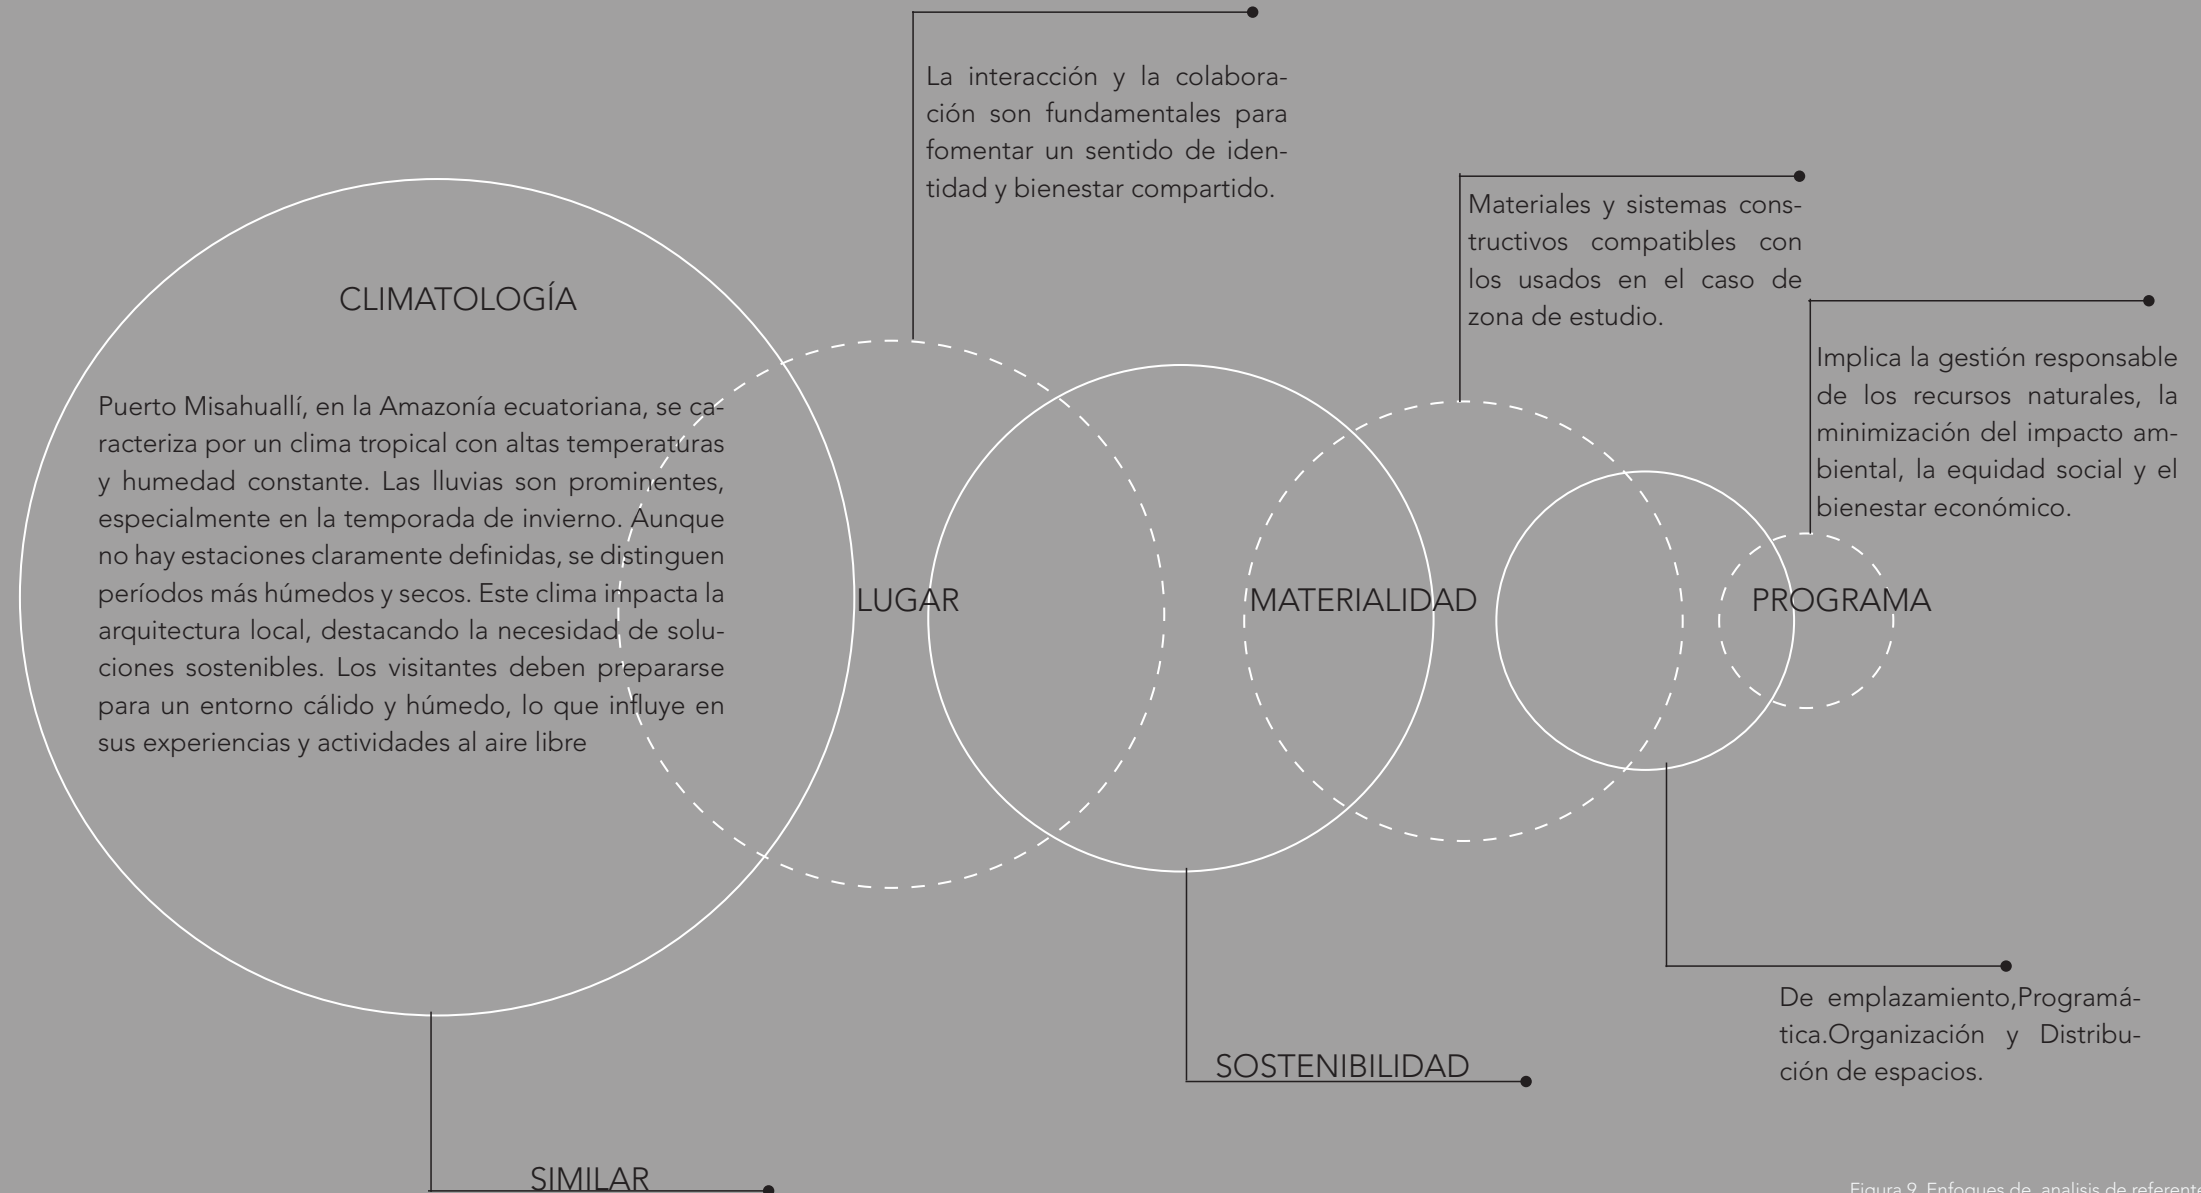 La interacción y la colabora-
ción son fundamentales para
fomentar un sentido de iden-
tidad y bienestar compartido.
Materiales y sistemas cons-
tructivos compatibles con
los usados en el caso de
zona de estudio.
CLIMATOLOGÍA
Implica la gestión responsable
de los recursos naturales, la
minimización del impacto am-
biental, la equidad social y el
bienestar económico.
Puerto Misahuallí, en la Amazonía ecuatoriana, se ca-
racteriza por un clima tropical con altas temperaturas
y humedad constante. Las lluvias son prominentes,
especialmente en la temporada de invierno. Aunque
no hay estaciones claramente definidas, se distinguen
períodos más húmedos y secos. Este clima impacta la
arquitectura local, destacando la necesidad de solu-
ciones sostenibles. Los visitantes deben prepararse
para un entorno cálido y húmedo, lo que influye en
sus experiencias y actividades al aire libre
LUGAR
MATERIALIDAD
PROGRAMA
De emplazamiento,Programá-
tica.Organización y Distribu-
ción de espacios.
SOSTENIBILIDAD
SIMILAR
Figura 9. Enfoques de analisis de referente